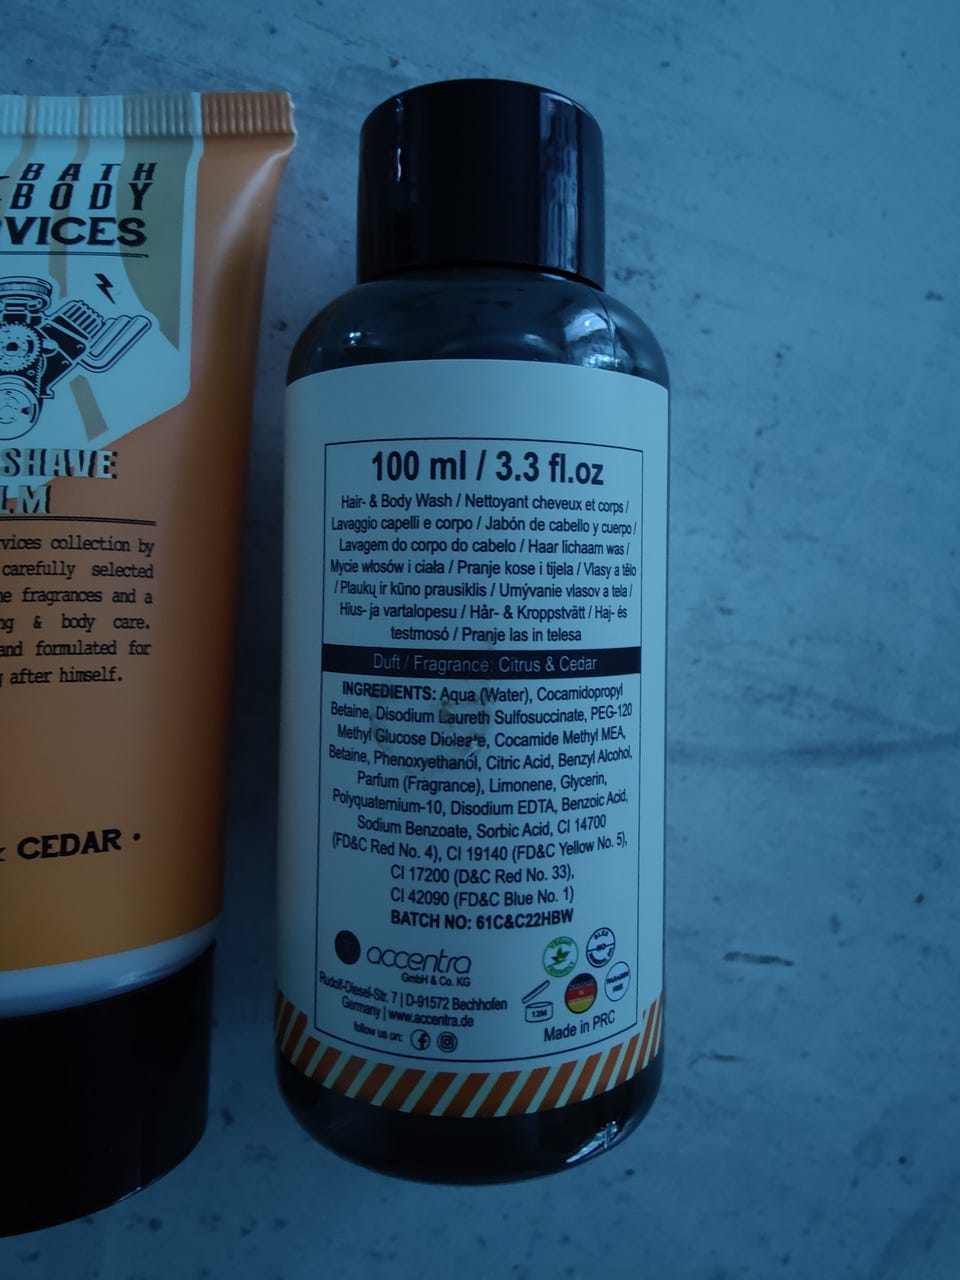 BATH
BODY
RVICES
SHAVE
LM
rvices collection by
carefully selected
ne fragrances and a
ng & body care.
and formulated for
g after himself.
& CEDAR •
100 ml / 3.3 fl.oz
Hair- & Body Wash / Nettoyant cheveux et corps /
Lavaggio capelli e corpo / Jabón de cabello y cuerpo /
Lavagem do corpo do cabelo / Haar lichaam was /
Mycie włosów i ciała / Pranje kose i tijela / Vlasy a tělo
/ Plaukų ir kūno prausiklis / Umývanie vlasov a tela /
Hius- ja vartalopesu / Hår- & Kroppstvätt / Haj- és
testmosó / Pranje las in telesa
Duft / Fragrance: Citrus & Cedar
INGREDIENTS: Aqua (Water), Cocamidopropyl
Betaine, Disodium Laureth Sulfosuccinate, PEG-120
Methyl Glucose Dioleate, Cocamide Methyl MEA,
Betaine, Phenoxyethanol, Citric Acid, Benzyl Alcohol,
Parfum (Fragrance), Limonene, Glycerin,
Polyquaternium-10, Disodium EDTA, Benzoic Acid,
Sodium Benzoate, Sorbic Acid, CI 14700
(FD&C Red No. 4), CI 19140 (FD&C Yellow No. 5),
CI 17200 (D&C Red No. 33),
CI 42090 (FD&C Blue No. 1)
BATCH NO: 61C&C22HBW
accentra
GmbH & Co. KG
Rudolf-Diesel-Str. 7 | D-91572 Bechhofen
Germany | www.accentra.de
follow us on:
VEGAN
PARABEN
FREE
12M
Made in PRC